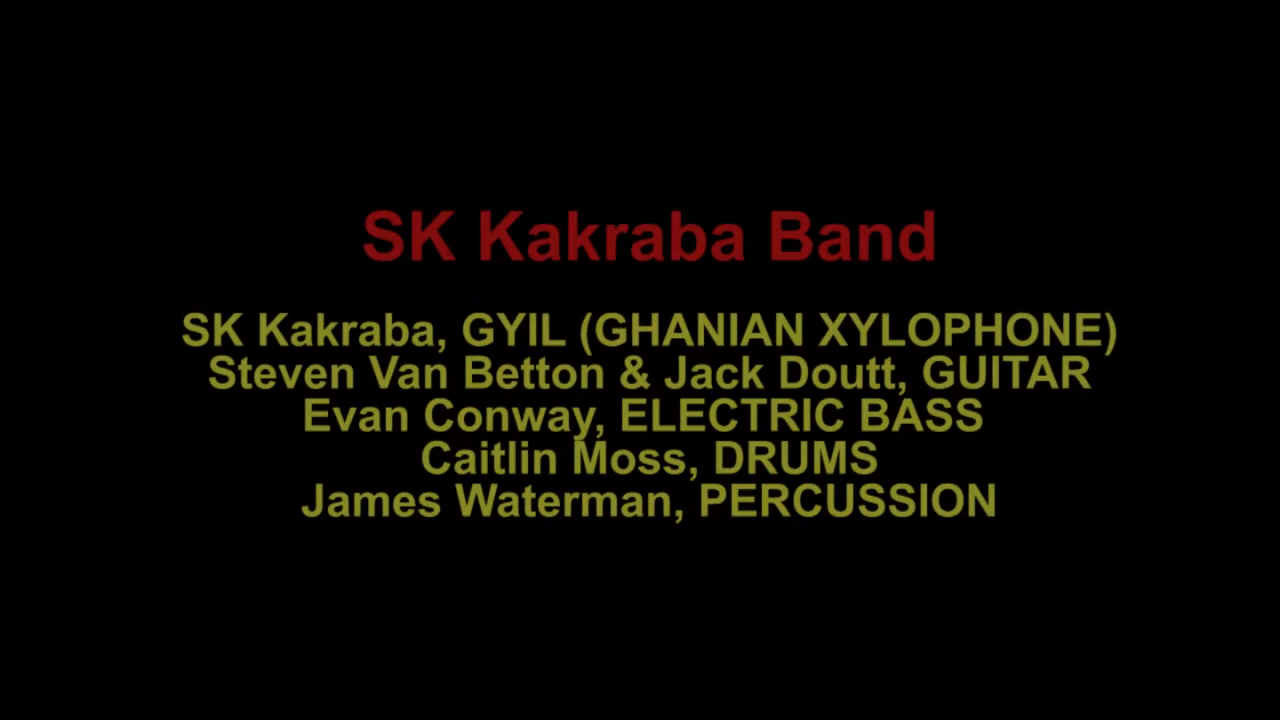 SK Kakraba Band
SK Kakraba, GYIL (GHANIAN XYLOPHONE)
Steven Van Betton & Jack Doutt, GUITAR
Evan Conway, ELECTRIC BASS
Caitlin Moss, DRUMS
James Waterman, PERCUSSION